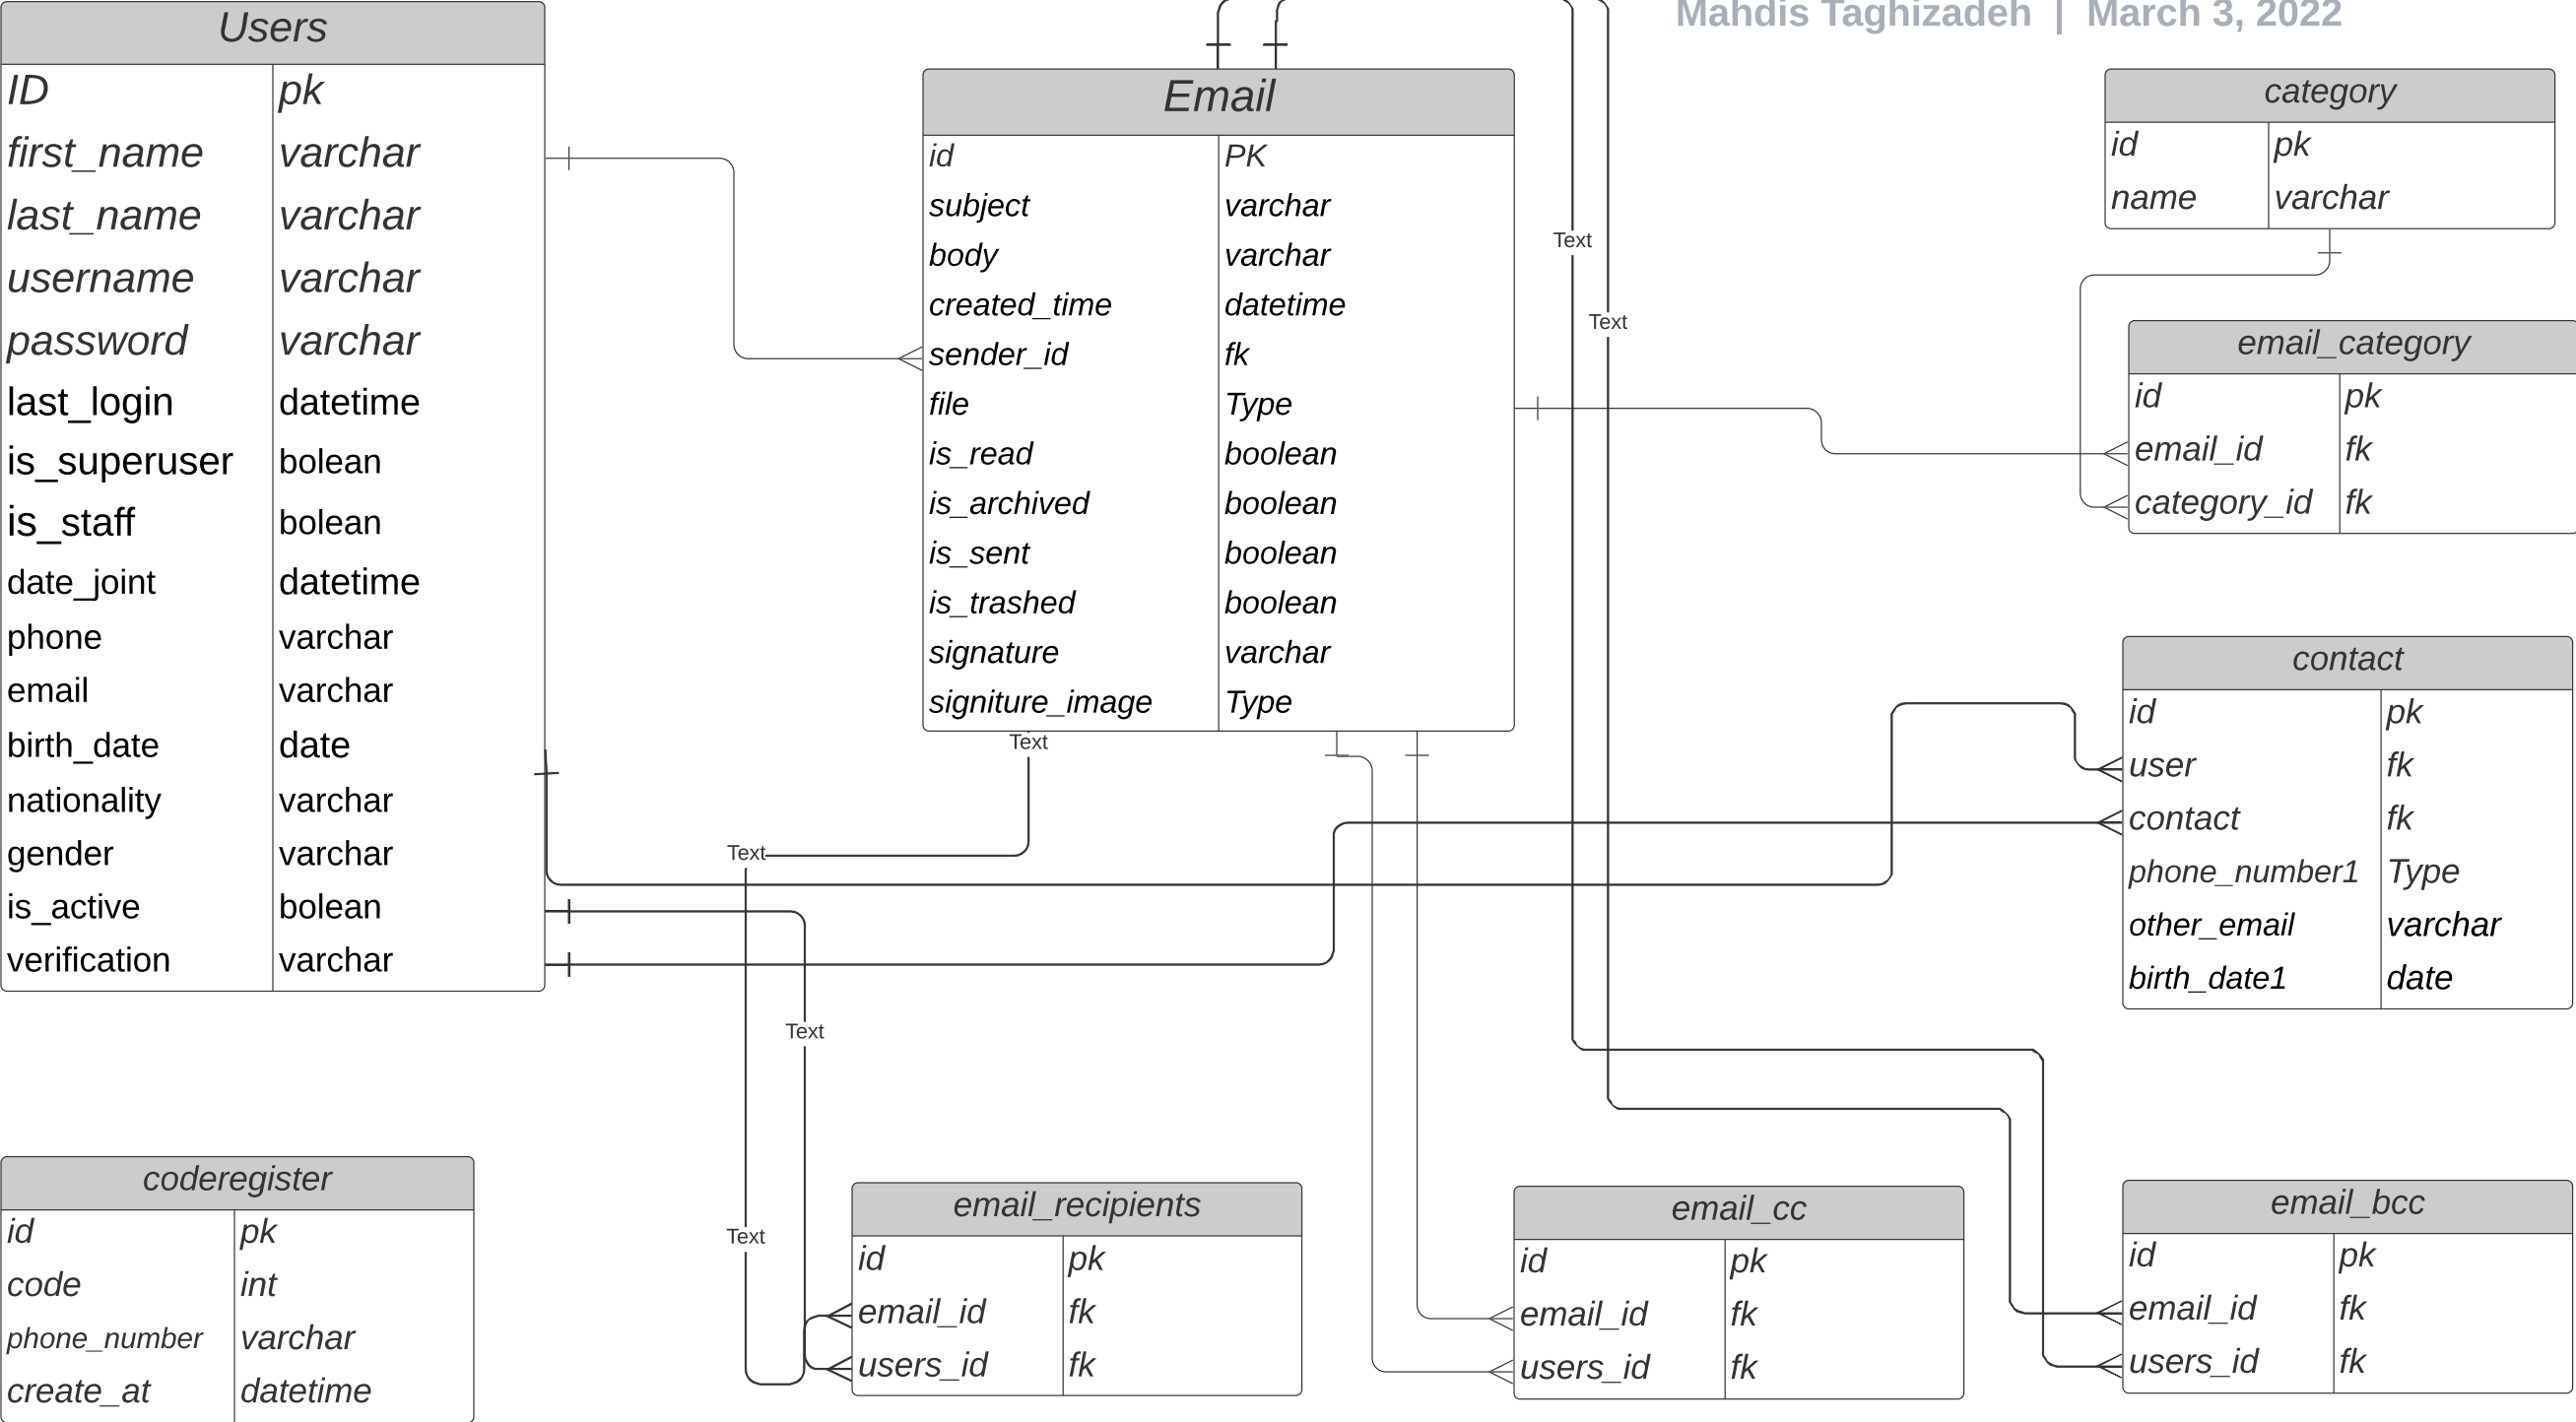 Mahdis Taghizadeh | March 3, 2022
Users
ID pk
first_name varchar
last_name varchar
username varchar
password varchar
last_login datetime
is_superuser bolean
is_staff bolean
date_joint datetime
phone varchar
email varchar
birth_date date
nationality varchar
gender varchar
is_active bolean
verification varchar
Email
id PK
subject varchar
body varchar
created_time datetime
sender_id fk
file Type
is_read boolean
is_archived boolean
is_sent boolean
is_trashed boolean
signature varchar
signiture_image Type
Text
Text
Text
Text
Text
Text
category
id pk
name varchar
email_category
id pk
email_id fk
category_id fk
contact
id pk
user fk
contact fk
phone_number1 Type
other_email varchar
birth_date1 date
coderegister
id pk
code int
phone_number varchar
create_at datetime
email_recipients
id pk
email_id fk
users_id fk
email_cc
id pk
email_id fk
users_id fk
email_bcc
id pk
email_id fk
users_id fk